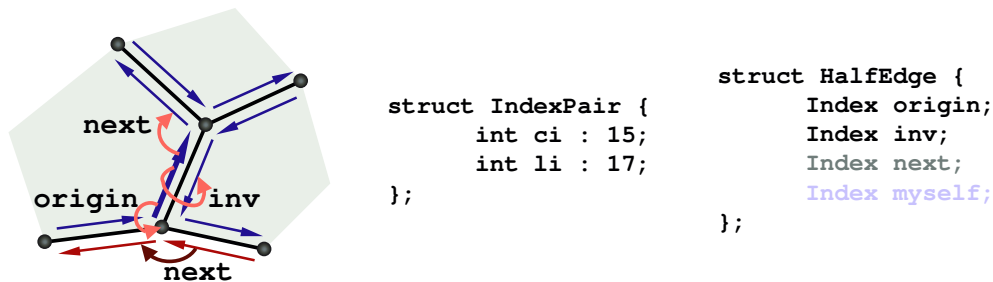 next
origin
inv
next
struct IndexPair {
int ci : 15;
int li : 17;
};
struct HalfEdge {
Index origin;
Index inv;
Index next;
Index myself;
};